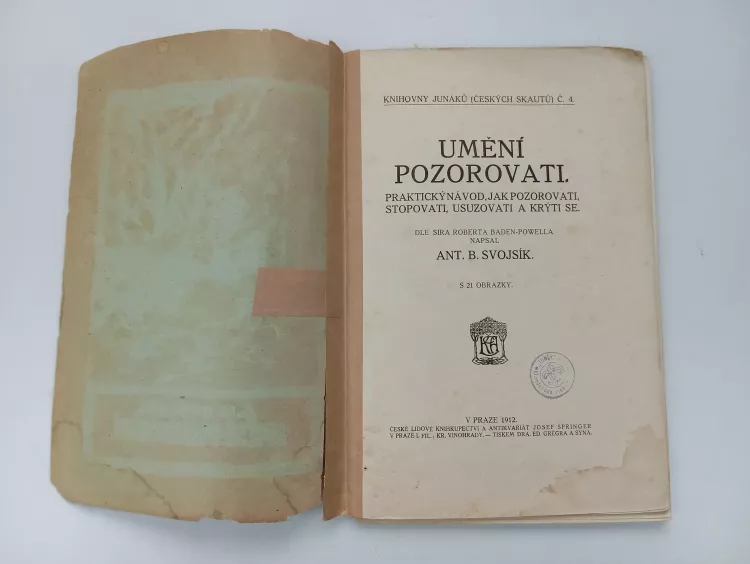 KNIHOVNY JUNÁKŮ (ČESKÝCH SKAUTŮ) Č. 4.
UMĚNÍ
POZOROVATI.
PRAKTICKÝ NÁVOD, JAK POZOROVATI,
STOPOVATI, USUZOVATI A KRÝTI SE.
DLE SIRA ROBERTA BADEN-POWELLA
NAPSAL
ANT. B. SVOJSÍK.
S 21 OBRÁZKY.
V PRAZE 1912.
ČESKÉ LIDOVÉ KNIHKUPECTVÍ A ANTIKVARIÁT JOSEF SPRINGER
V PRAZE I. FIL.: KR. VINOHRADY. — TISKEM DRA. ED. GRÉGRA A SYNA.